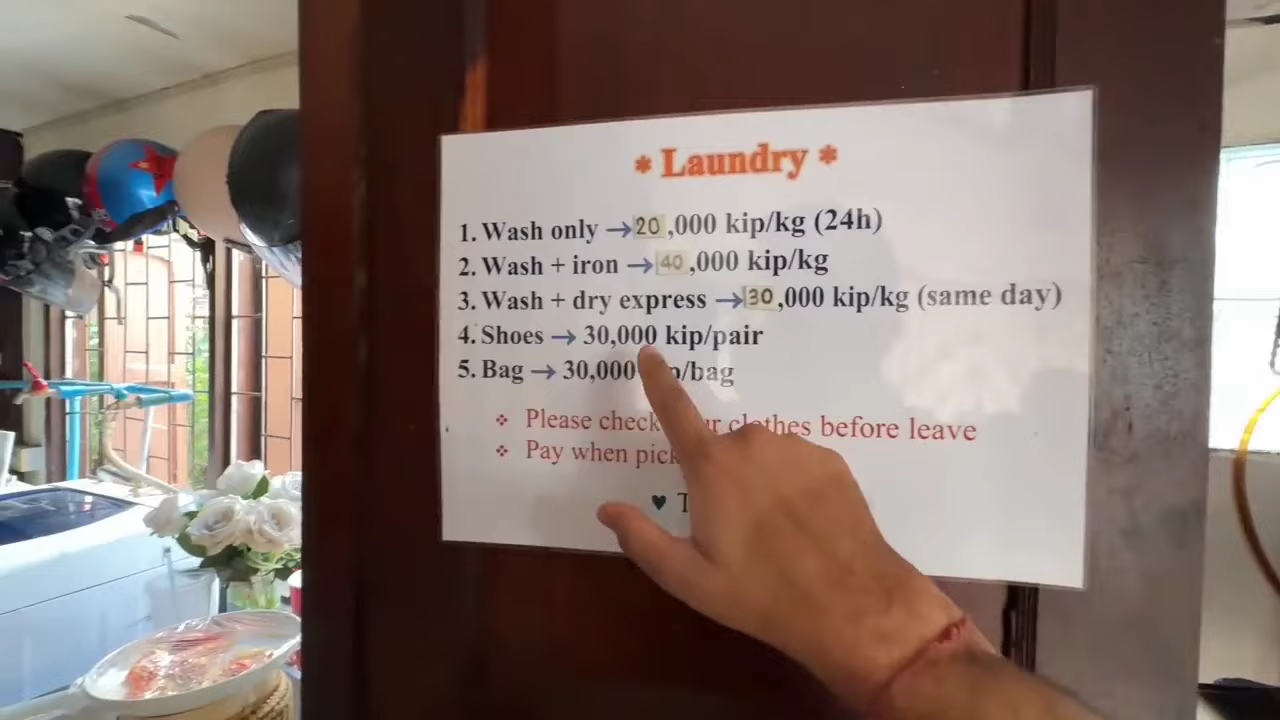 * Laundry *
1. Wash only →20,000 kip/kg (24h)
2. Wash + iron →40,000 kip/kg
3. Wash + dry express →30,000 kip/kg (same day)
4. Shoes → 30,000 kip/pair
5. Bag → 30,000 /bag
❖ Please check clothes before leave
❖ Pay when pick
♥